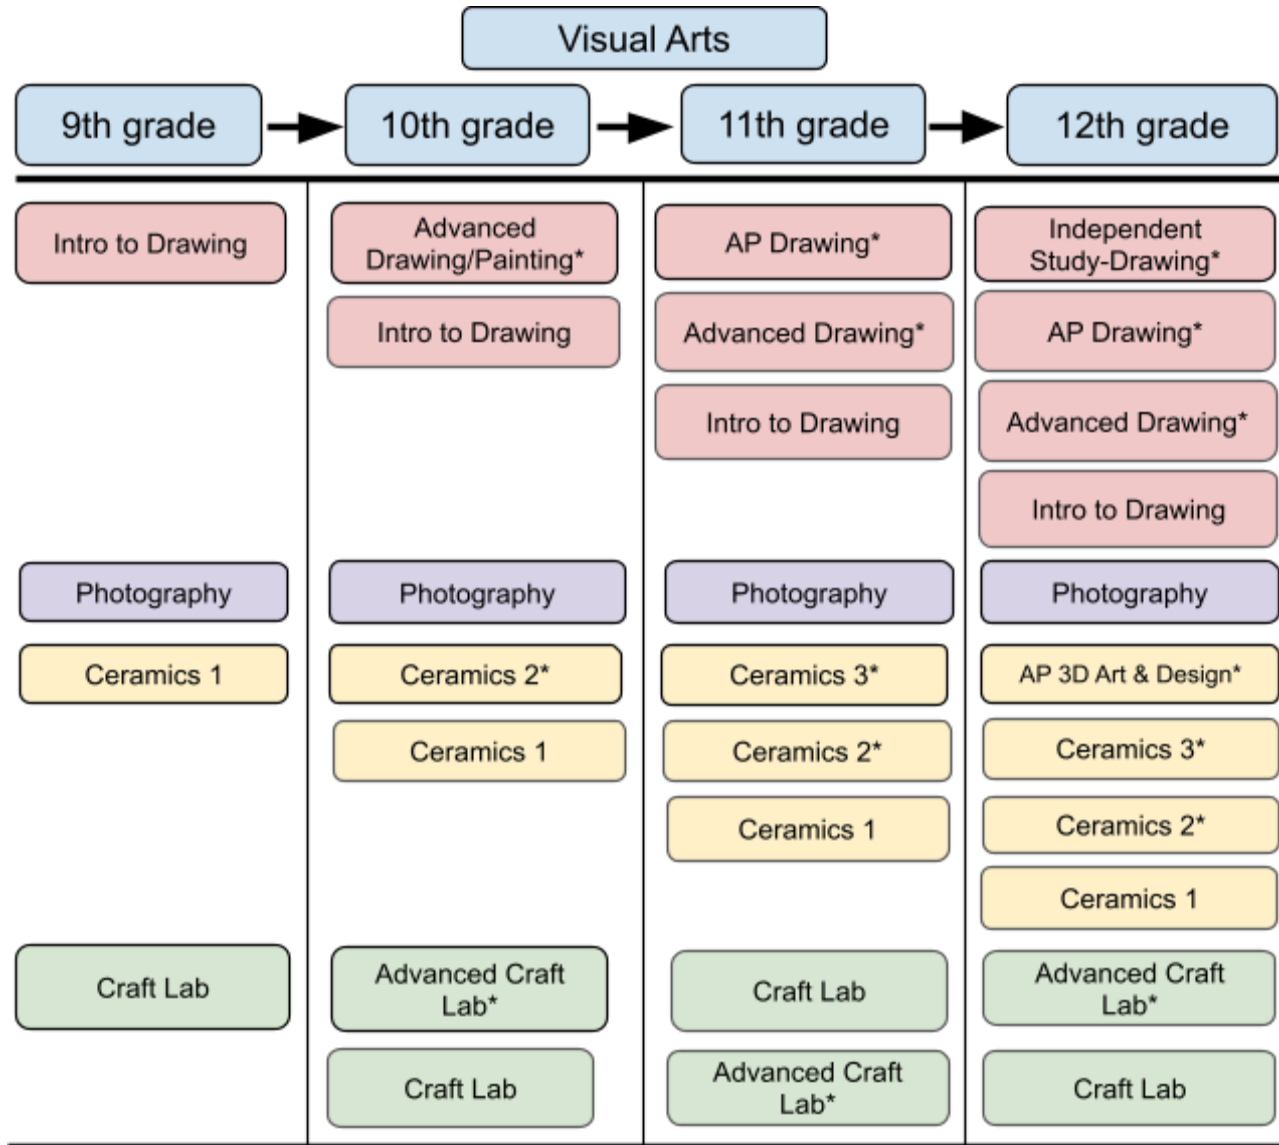 Visual Arts
9th grade
10th grade
11th grade
12th grade
Intro to Drawing
Advanced
Drawing/Painting*
AP Drawing*
Independent
Study-Drawing*
Intro to Drawing
Advanced Drawing*
AP Drawing*
Intro to Drawing
Advanced Drawing*
Intro to Drawing
Photography
Photography
Photography
Photography
Ceramics 1
Ceramics 2*
Ceramics 3*
AP 3D Art & Design*
Ceramics 1
Ceramics 2*
Ceramics 3*
Ceramics 1
Ceramics 2*
Ceramics 1
Craft Lab
Advanced Craft
Lab*
Craft Lab
Advanced Craft
Lab*
Craft Lab
Advanced Craft
Lab*
Craft Lab